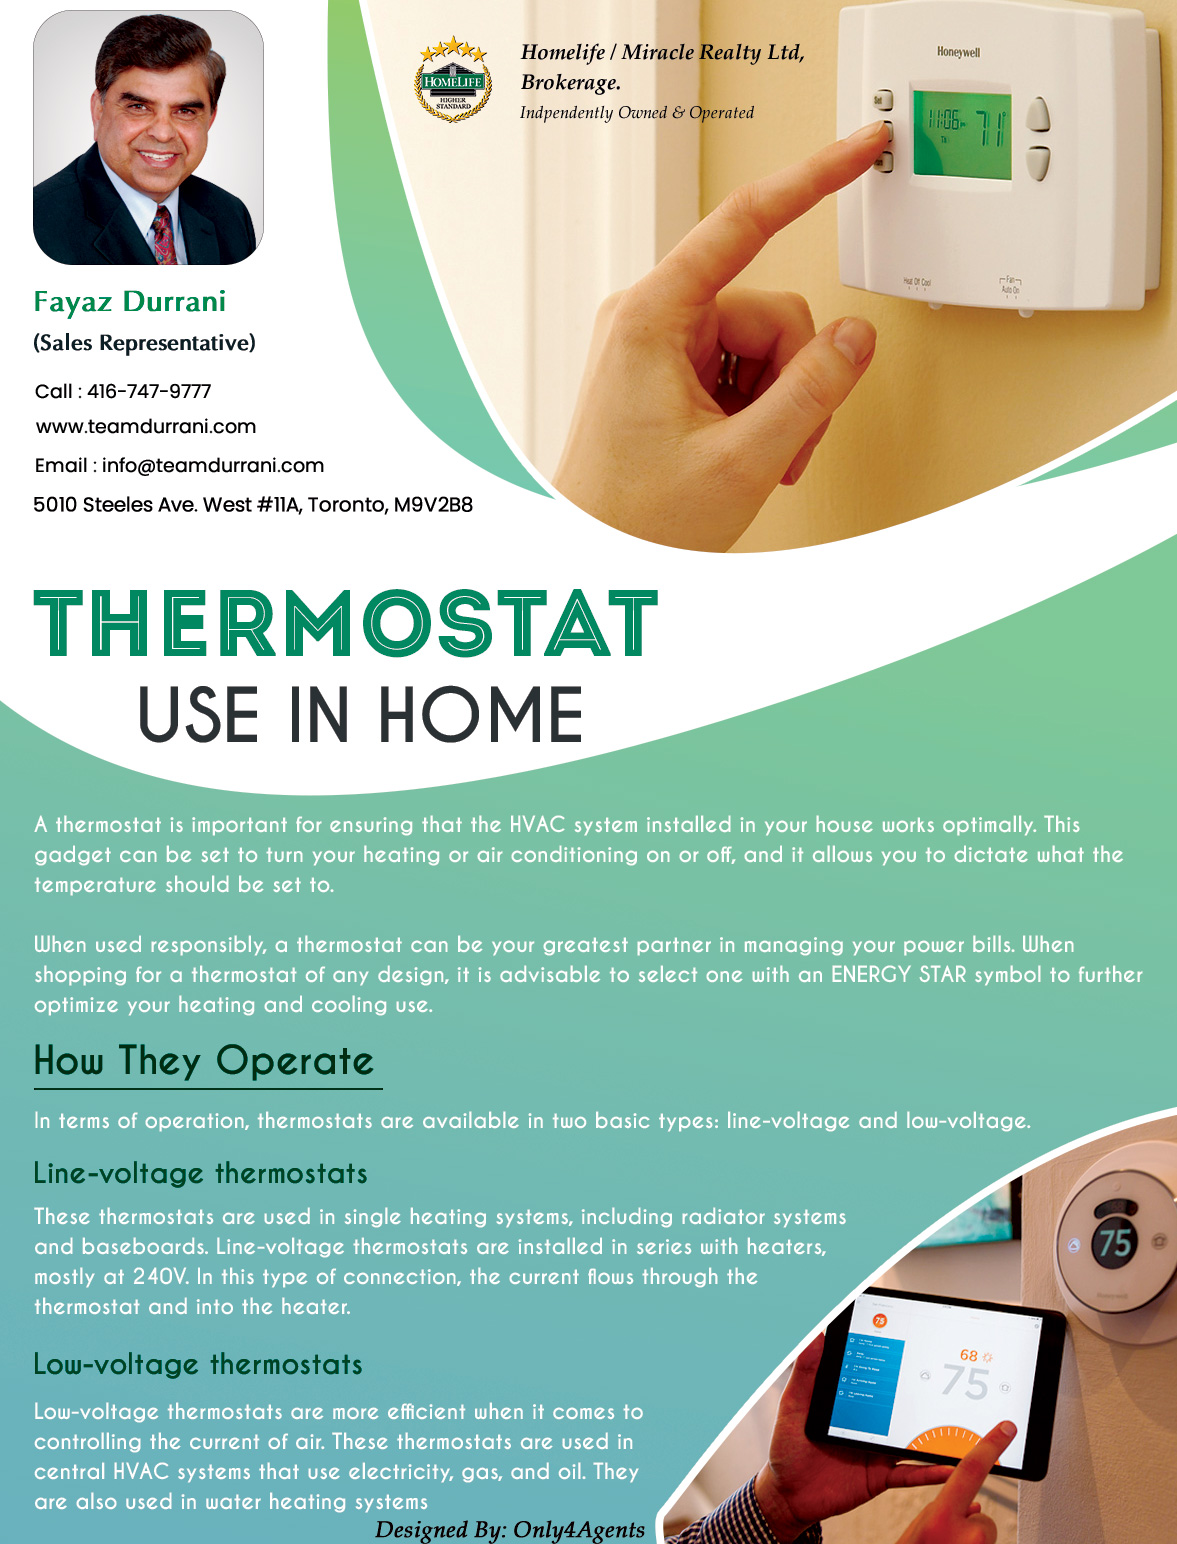 HOMELIFE
HIGHER
STANDARD
Homelife / Miracle Realty Ltd,
Brokerage.
Indpendently Owned & Operated
Honeywell
11:06
71°
Heat Off Cool
Fan
Auto On
Fayaz Durrani
(Sales Representative)
Call : 416-747-9777
www.teamdurrani.com
Email : info@teamdurrani.com
5010 Steeles Ave. West #11A, Toronto, M9V2B8
THERMOSTAT
USE IN HOME
A thermostat is important for ensuring that the HVAC system installed in your house works optimally. This
gadget can be set to turn your heating or air conditioning on or off, and it allows you to dictate what the
temperature should be set to.
When used responsibly, a thermostat can be your greatest partner in managing your power bills. When
shopping for a thermostat of any design, it is advisable to select one with an ENERGY STAR symbol to further
optimize your heating and cooling use.
How They Operate
In terms of operation, thermostats are available in two basic types: line-voltage and low-voltage.
Line-voltage thermostats
These thermostats are used in single heating systems, including radiator systems
and baseboards. Line-voltage thermostats are installed in series with heaters,
mostly at 240V. In this type of connection, the current flows through the
thermostat and into the heater.
Low-voltage thermostats
Low-voltage thermostats are more efficient when it comes to
controlling the current of air. These thermostats are used in
central HVAC systems that use electricity, gas, and oil. They
are also used in water heating systems
75
Honeywell
75
68
75
Designed By: Only4Agents